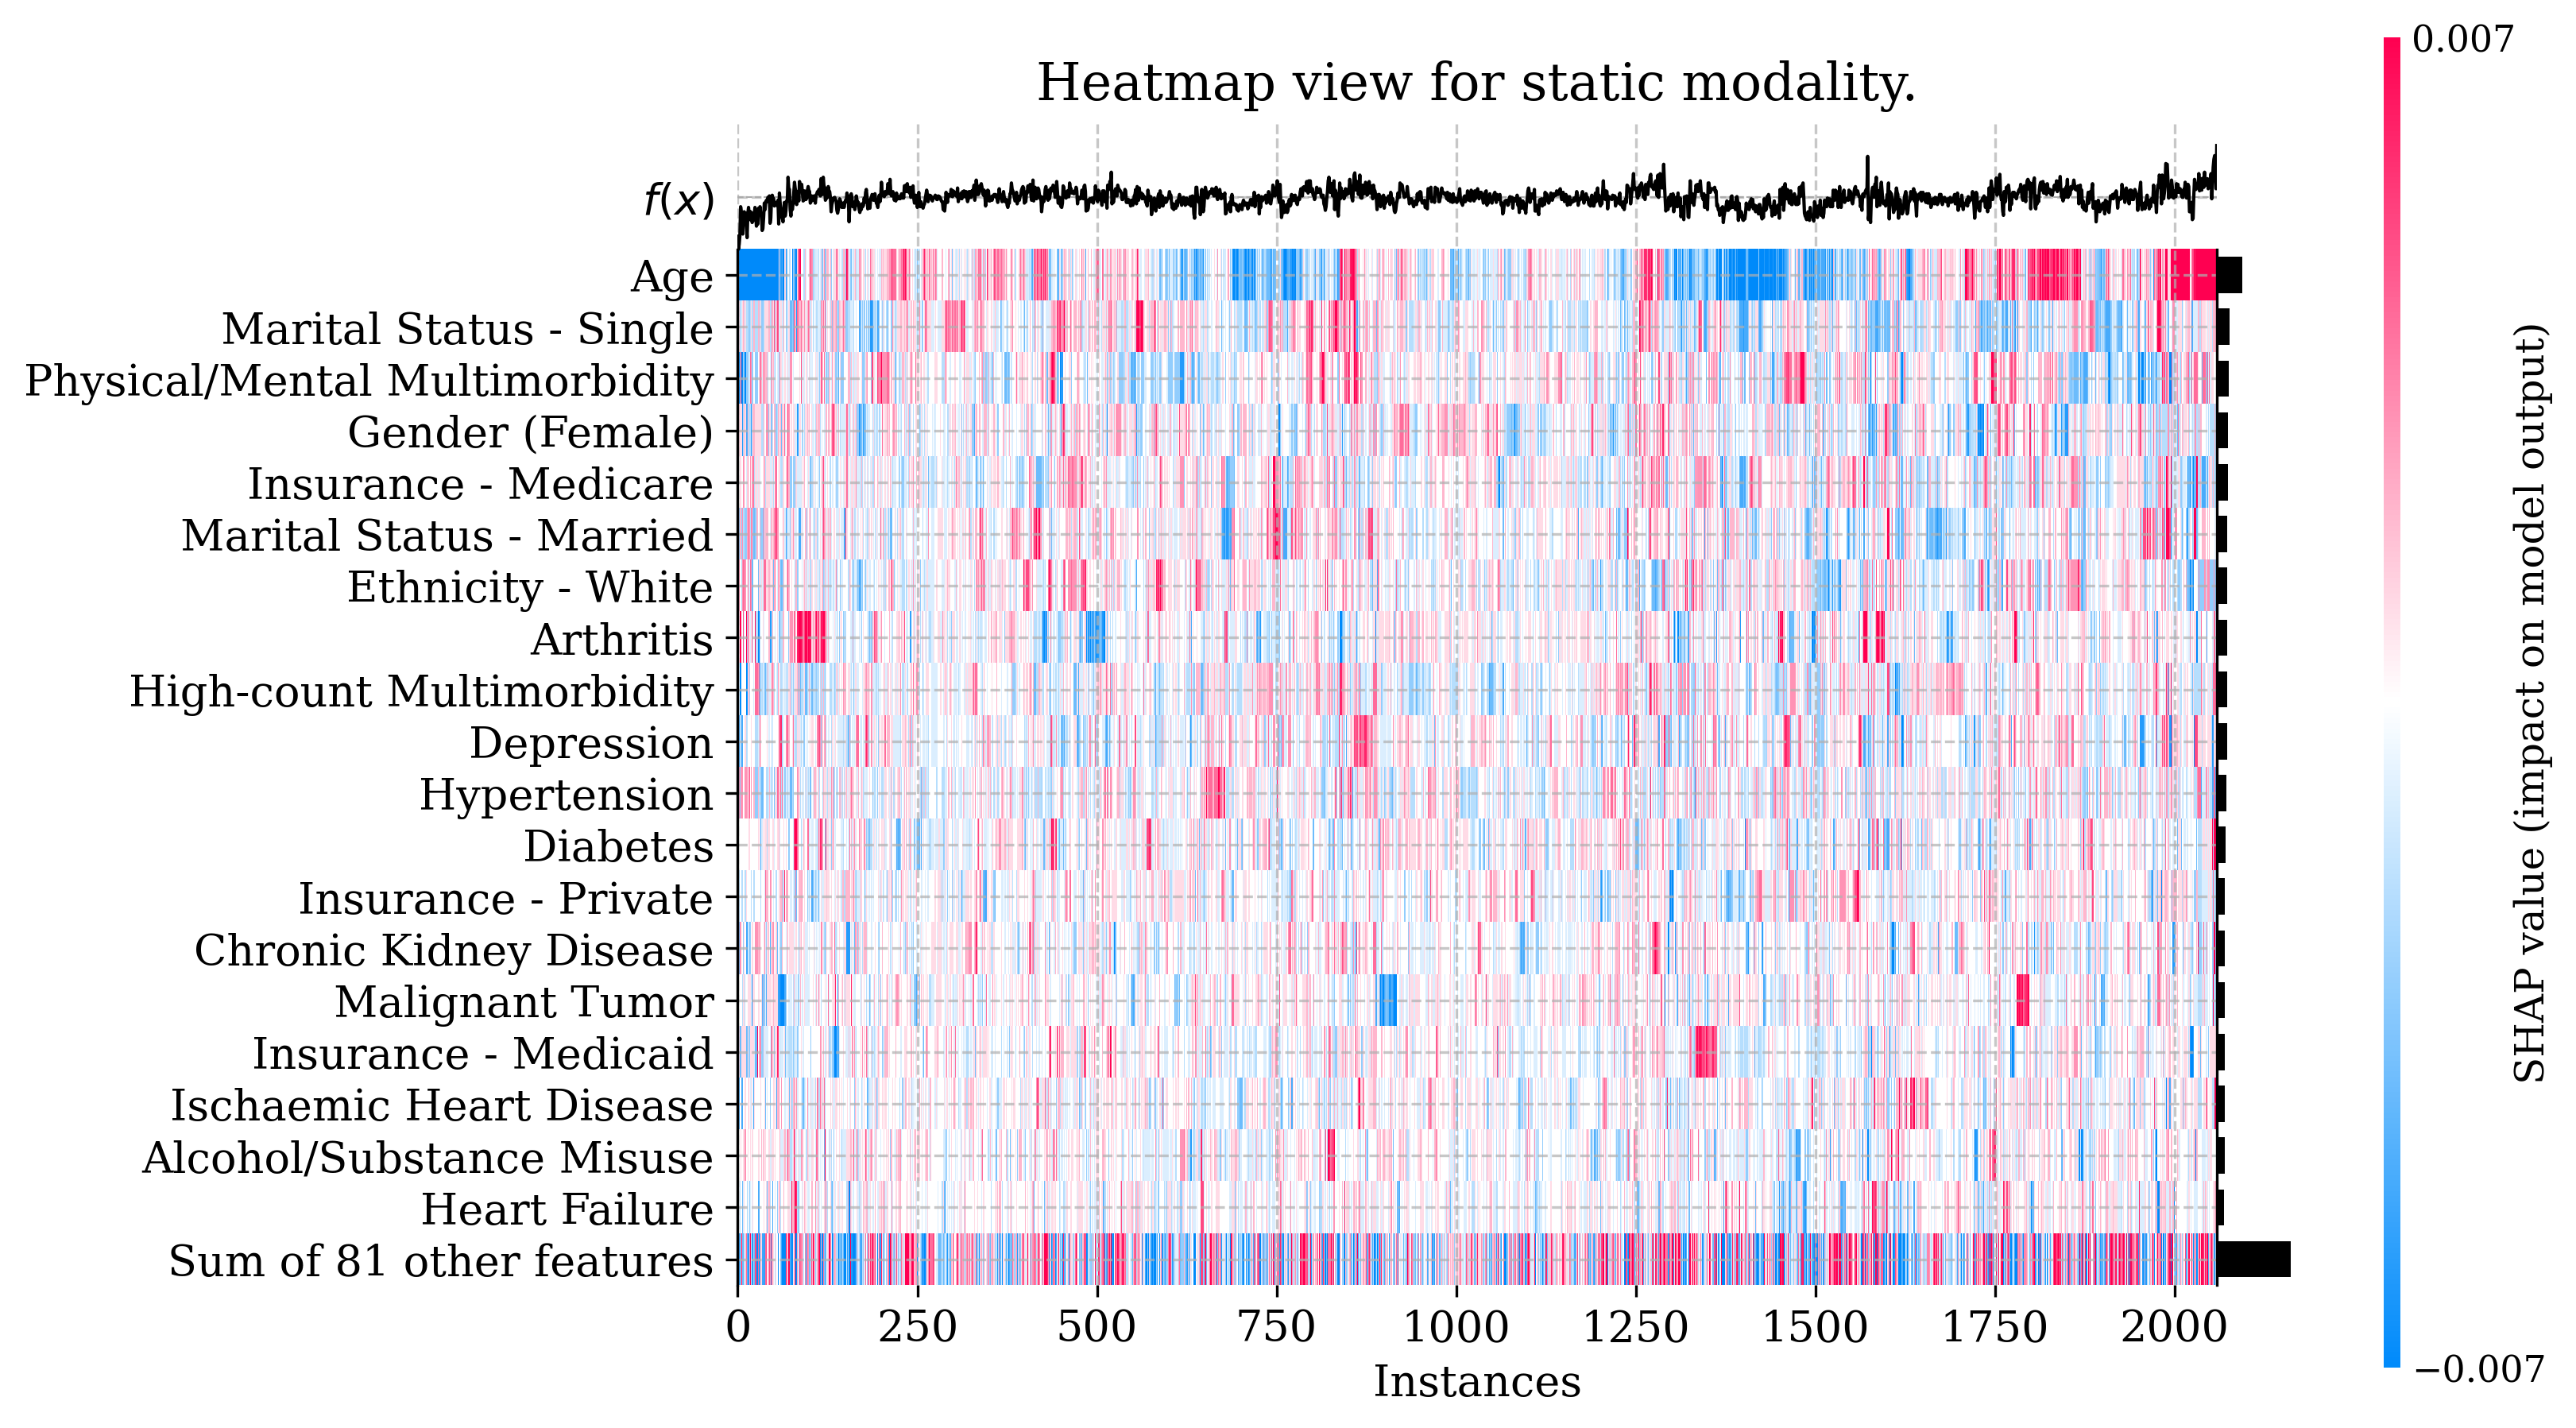 Heatmap view for static modality.
0.007
f(x)
Age
Marital Status - Single
Physical/Mental Multimorbidity
Gender (Female)
Insurance - Medicare
Marital Status - Married
Ethnicity - White
Arthritis
High-count Multimorbidity
Depression
Hypertension
Diabetes
Insurance - Private
Chronic Kidney Disease
Malignant Tumor
Insurance - Medicaid
Ischaemic Heart Disease
Alcohol/Substance Misuse
Heart Failure
Sum of 81 other features
0 250 500 750 1000 1250 1500 1750 2000
Instances
SHAP value (impact on model output)
−0.007